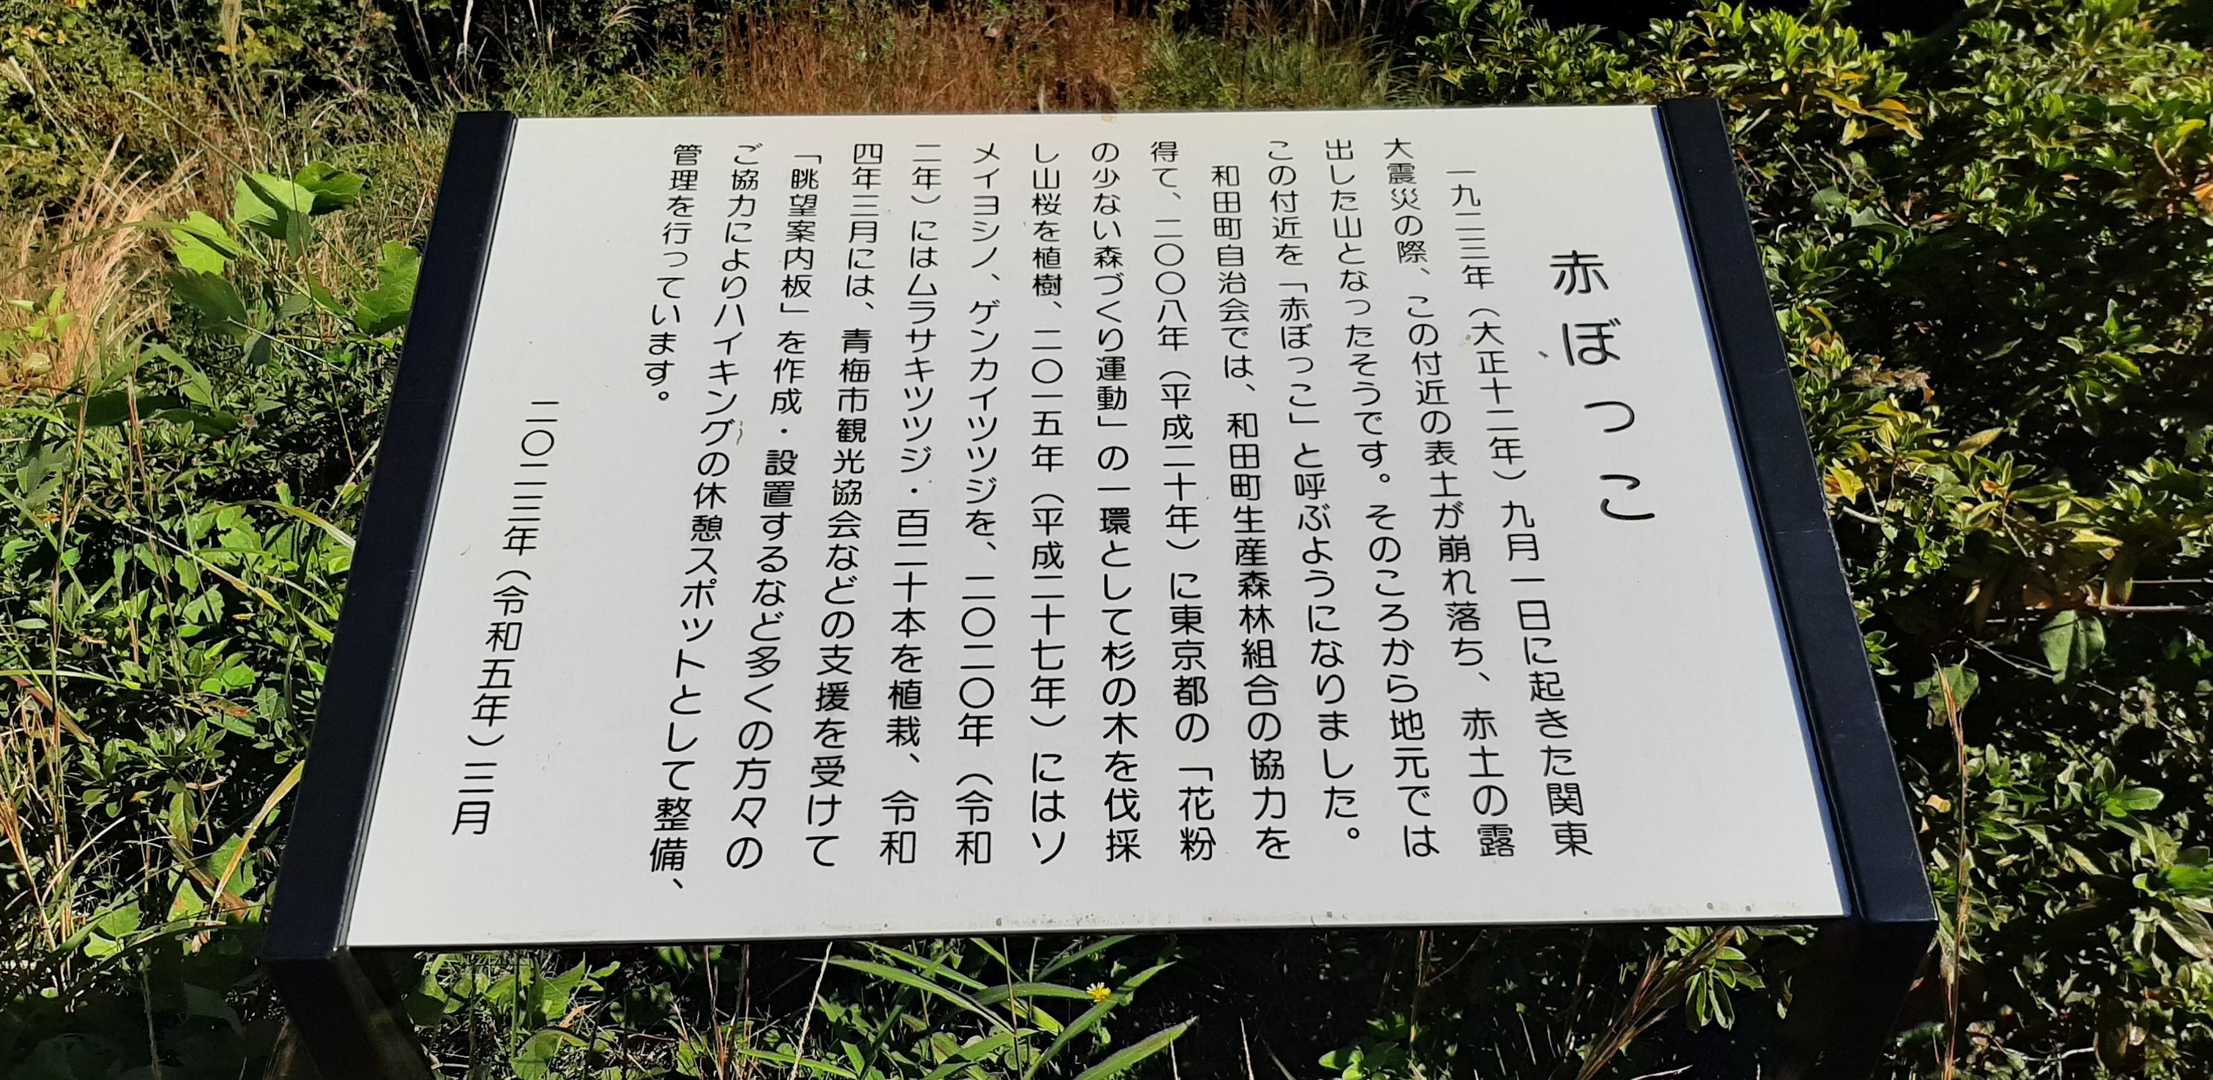 赤ぼっこ
一九二三年（大正十二年）九月一日に起きた関東
大震災の際、この付近の表土が崩れ落ち、赤土の露
出した山となったそうです。そのころから地元では
この付近を「赤ぼっこ」と呼ぶようになりました。
和田町自治会では、和田町生産森林組合の協力を
得て、二〇〇八年（平成二十年）に東京都の「花粉
の少ない森づくり運動」の一環として杉の木を伐採
し山桜を植樹、二〇一五年（平成二十七年）にはソ
メイヨシノ、ゲンカイツツジを、二〇二〇年（令和
二年）にはムラサキツツジ・百二十本を植栽、令和
四年三月には、青梅市観光協会などの支援を受けて
「眺望案内板」を作成・設置するなど多くの方々の
ご協力によりハイキングの休憩スポットとして整備、
管理を行っています。
二〇二三年（令和五年）三月